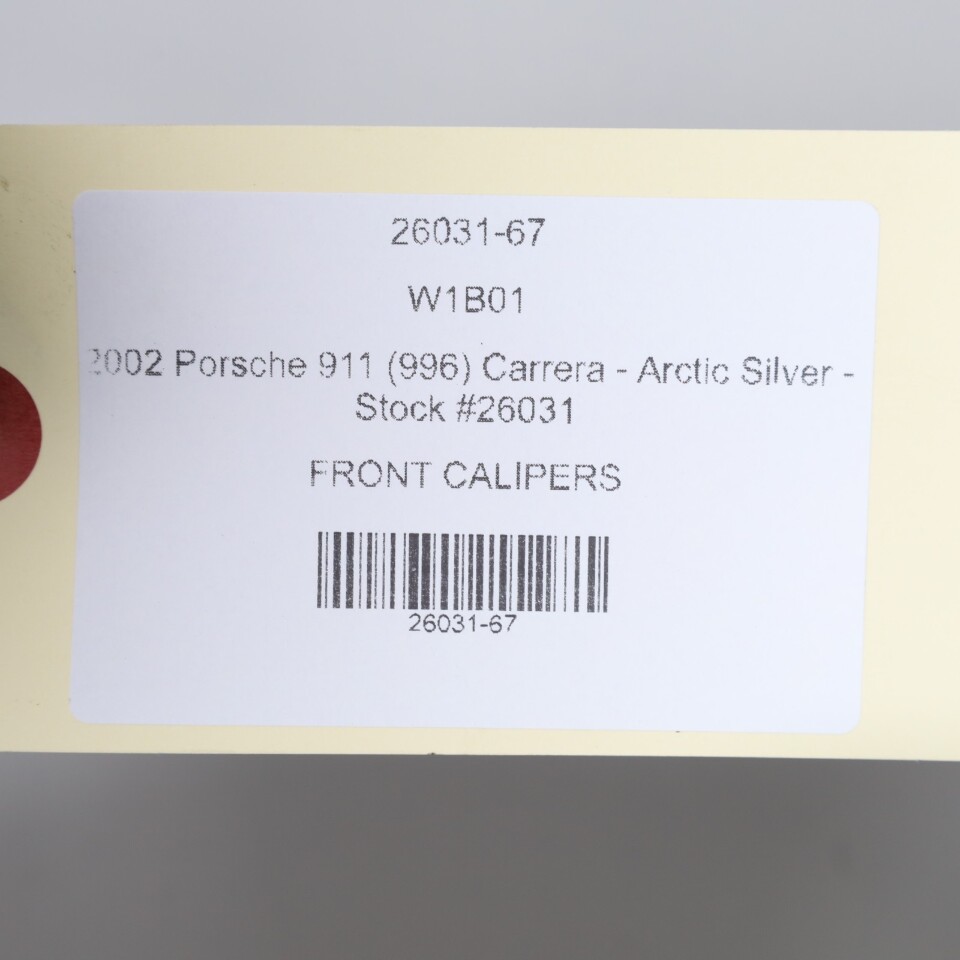 26031-67
W1B01
2002 Porsche 911 (996) Carrera - Arctic Silver -
Stock #26031
FRONT CALIPERS
26031-67